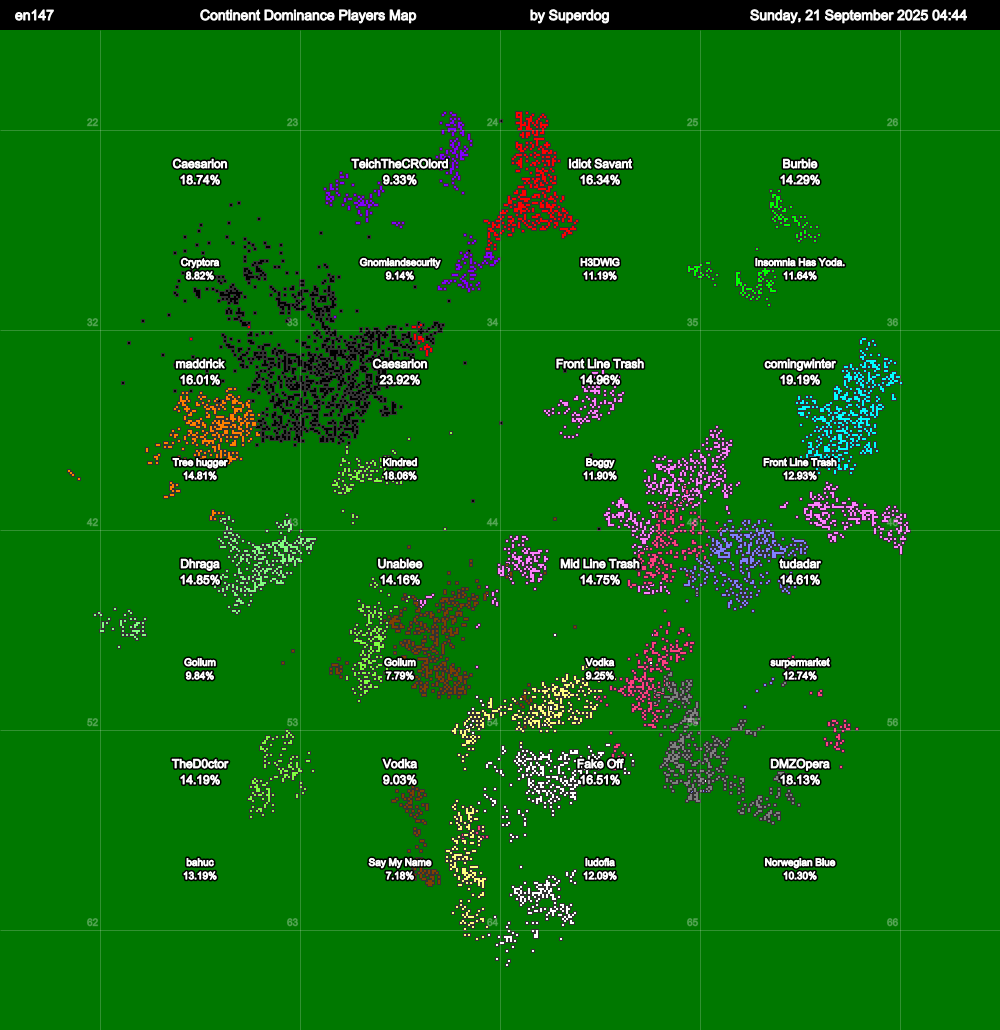 en147 Continent Dominance Players Map by Superdog Sunday, 21 September 2025 04:44
22 23 24 25 26
Caesarion TeichTheCROlord Idiot Savant Burbie
18.74% 9.33% 16.34% 14.29%
Cryptora Gnomlandsecurity H3DWIG Insomnia Has Yoda.
8.82% 9.14% 11.19% 11.64%
32 33 34 35 36
maddrick Caesarion Front Line Trash comingwinter
16.01% 23.92% 14.96% 19.19%
Tree hugger Kindred Boggy Front Line Trash
14.81% 18.06% 11.90% 12.93%
42 43 44 45 46
Dhraga Unablee Mid Line Trash tudadar
14.85% 14.16% 14.75% 14.61%
Gollum Gollum Vodka surpermarket
9.84% 7.79% 9.25% 12.74%
52 53 54 56
TheD0ctor Vodka Fake Off DMZOpera
14.19% 9.03% 16.51% 18.13%
bahuc Say My Name ludofia Norwegian Blue
13.19% 7.18% 12.09% 10.30%
62 63 64 65 66